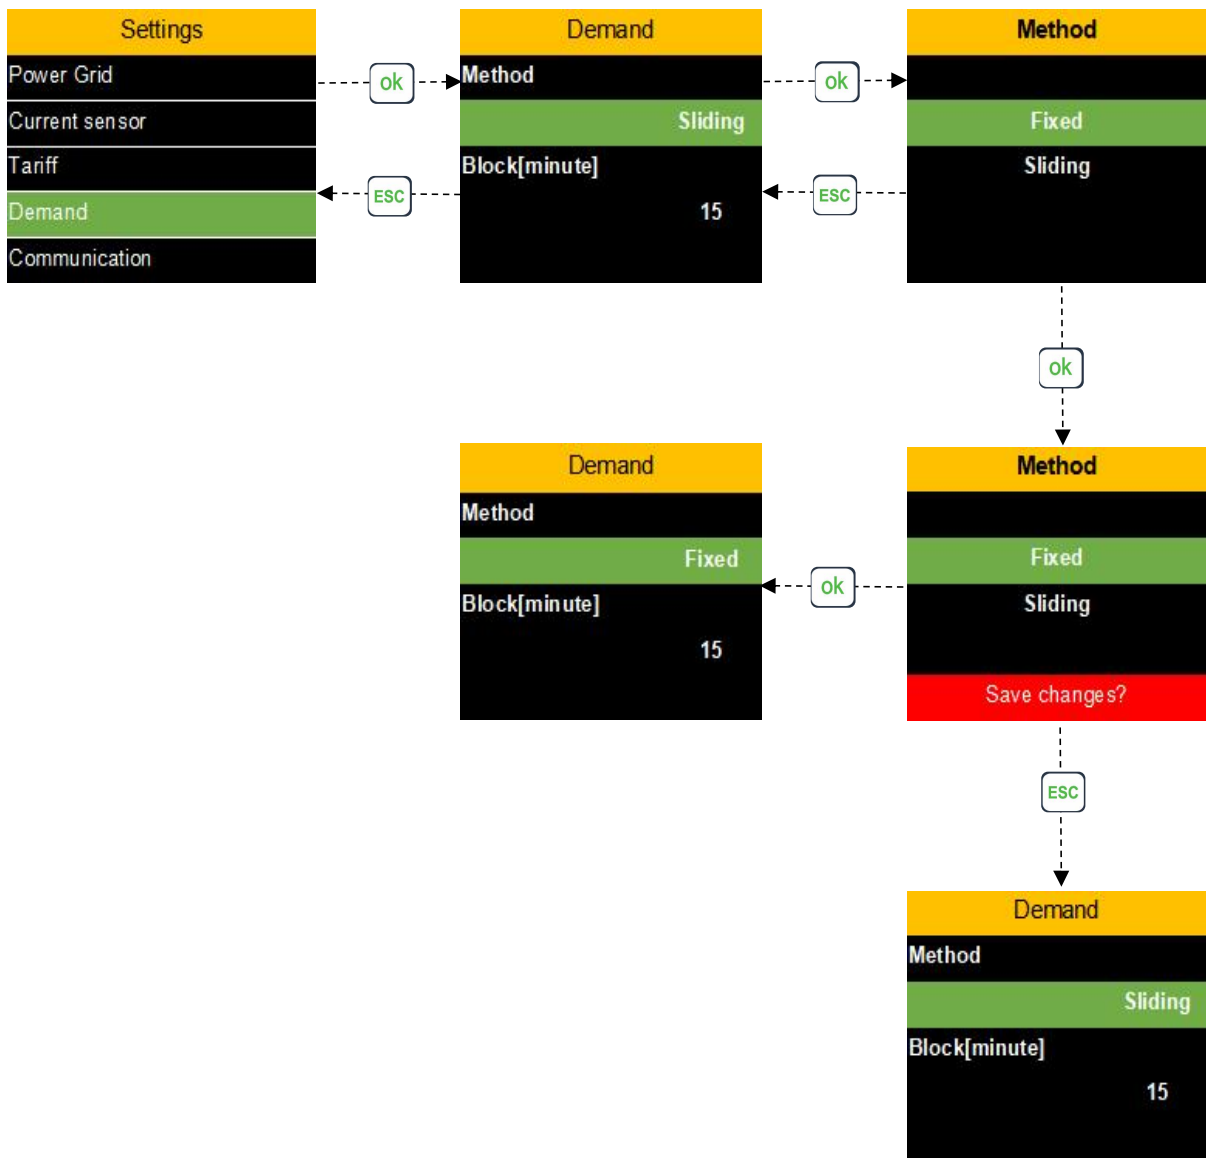 Settings
Power Grid
Current sensor
Tariff
Demand
Communication
ok
ESC
Demand
Method
Sliding
Block[minute]
15
ok
ESC
Method
Fixed
Sliding
ok
Method
Fixed
Sliding
Save changes?
ok
Demand
Method
Fixed
Block[minute]
15
ESC
Demand
Method
Sliding
Block[minute]
15